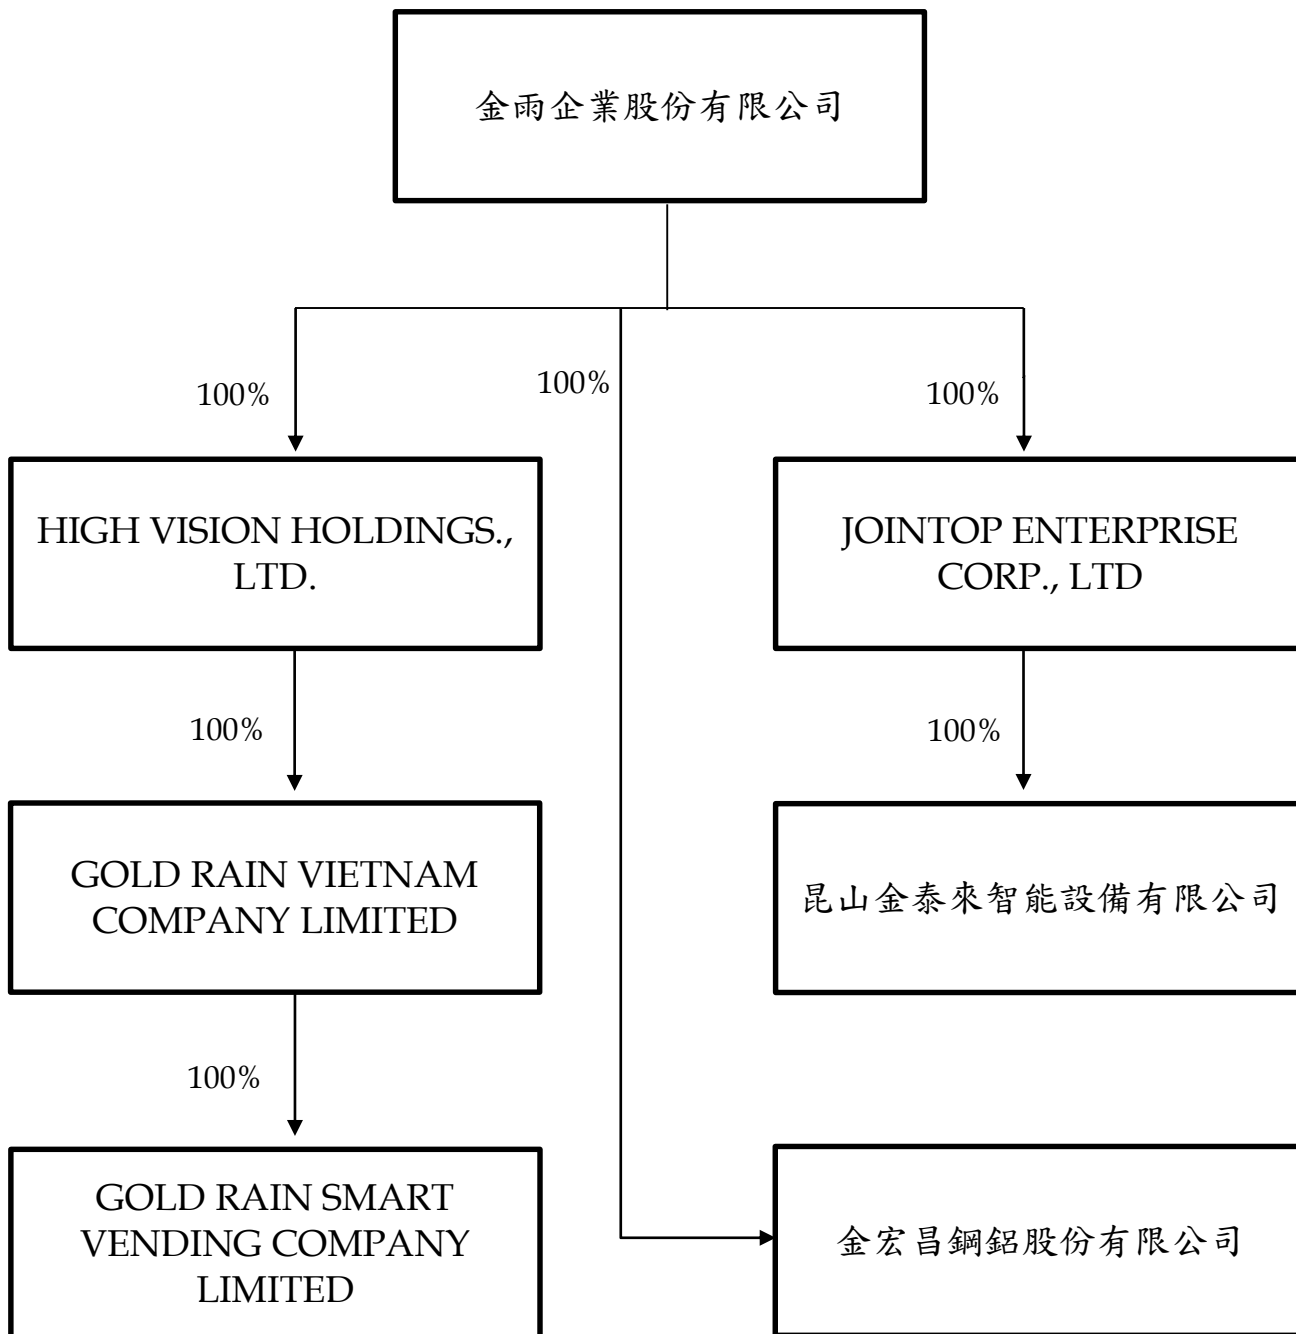 金雨企業股份有限公司
100%
100%
100%
HIGH VISION HOLDINGS.,
LTD.
JOINTOP ENTERPRISE
CORP., LTD
100%
100%
GOLD RAIN VIETNAM
COMPANY LIMITED
昆山金泰來智能設備有限公司
100%
GOLD RAIN SMART
VENDING COMPANY
LIMITED
金宏昌鋼鋁股份有限公司